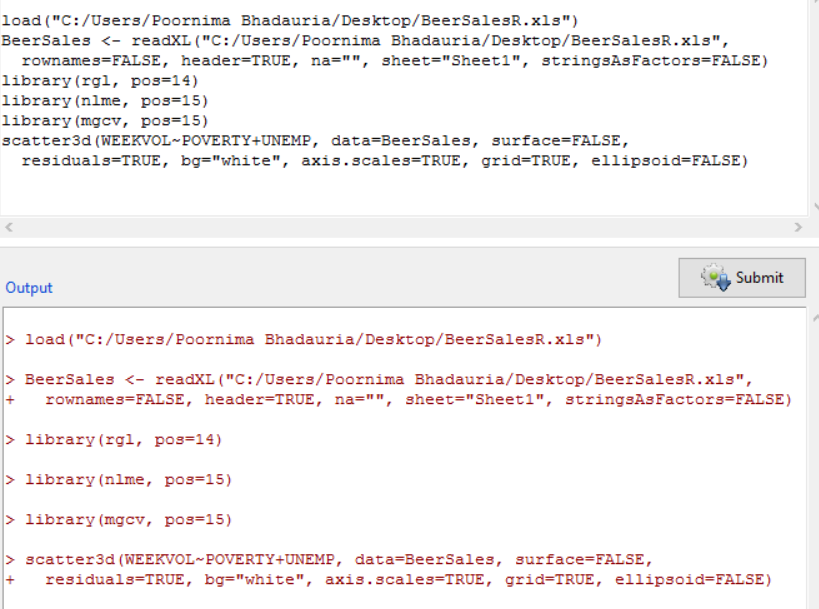 load("C:/Users/Poornima Bhadauria/Desktop/BeerSalesR.xls")
BeerSales <- readXL("C:/Users/Poornima Bhadauria/Desktop/BeerSalesR.xls",
  rownames=FALSE, header=TRUE, na="", sheet="Sheet1", stringsAsFactors=FALSE)
library(rgl, pos=14)
library(nlme, pos=15)
library(mgcv, pos=15)
scatter3d(WEEKVOL~POVERTY+UNEMP, data=BeerSales, surface=FALSE,
  residuals=TRUE, bg="white", axis.scales=TRUE, grid=TRUE, ellipsoid=FALSE)
Submit
Output
> load("C:/Users/Poornima Bhadauria/Desktop/BeerSalesR.xls")
> BeerSales <- readXL("C:/Users/Poornima Bhadauria/Desktop/BeerSalesR.xls",
+   rownames=FALSE, header=TRUE, na="", sheet="Sheet1", stringsAsFactors=FALSE)
> library(rgl, pos=14)
> library(nlme, pos=15)
> library(mgcv, pos=15)
> scatter3d(WEEKVOL~POVERTY+UNEMP, data=BeerSales, surface=FALSE,
+   residuals=TRUE, bg="white", axis.scales=TRUE, grid=TRUE, ellipsoid=FALSE)